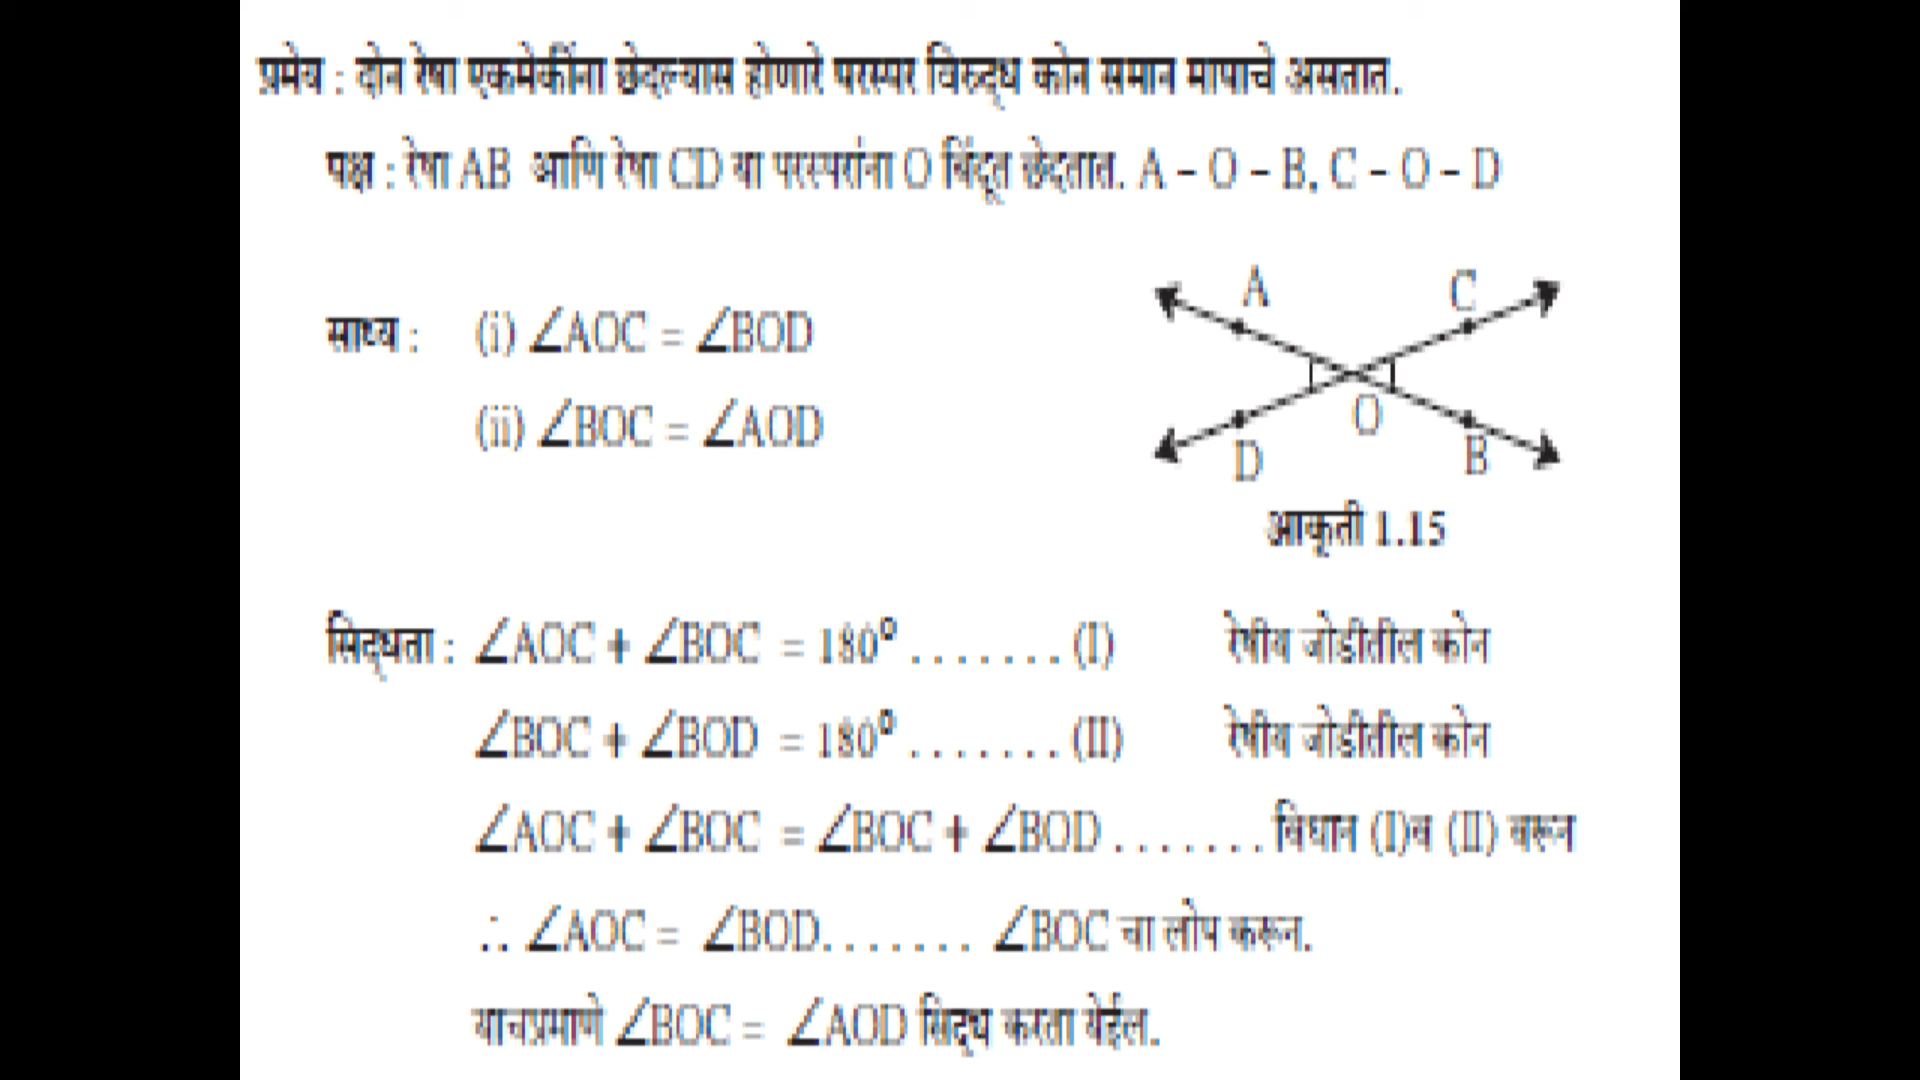 प्रमेय : दोन रेषा एकमेकींना छेदल्यास होणारे परस्पर विरुद्ध कोन समान मापाचे असतात.
पक्ष : रेषा AB आणि रेषा CD या परस्परांना O बिंदूत छेदतात. A – O – B, C – O – D
A C
साध्य : (i) ∠AOC = ∠BOD
O
(ii) ∠BOC = ∠AOD
D B
आकृती 1.15
सिद्धता : ∠AOC + ∠BOC = 180° . . . . . . . (I) रेषीय जोडीतील कोन
∠BOC + ∠BOD = 180° . . . . . . . (II) रेषीय जोडीतील कोन
∠AOC + ∠BOC = ∠BOC + ∠BOD . . . . . . . विधान (I)व (II) वरून
∴ ∠AOC = ∠BOD. . . . . . . ∠BOC चा लोप करून.
याचप्रमाणे ∠BOC = ∠AOD सिद्ध करता येईल.